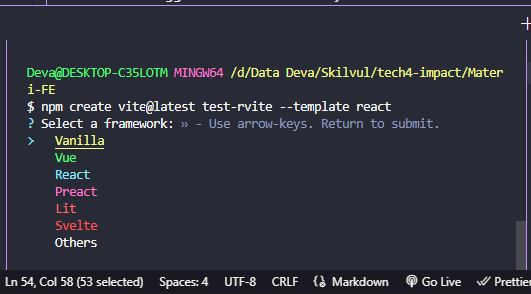 Deva@DESKTOP-C35LOTM MINGW64 /d/Data Deva/Skilvul/tech4-impact/Mater
i-FE
$ npm create vite@latest test-rvite --template react
? Select a framework: » - Use arrow-keys. Return to submit.
> Vanilla
Vue
React
Preact
Lit
Svelte
Others
Ln 54, Col 58 (53 selected) Spaces: 4 UTF-8 CRLF Markdown Go Live Prettier